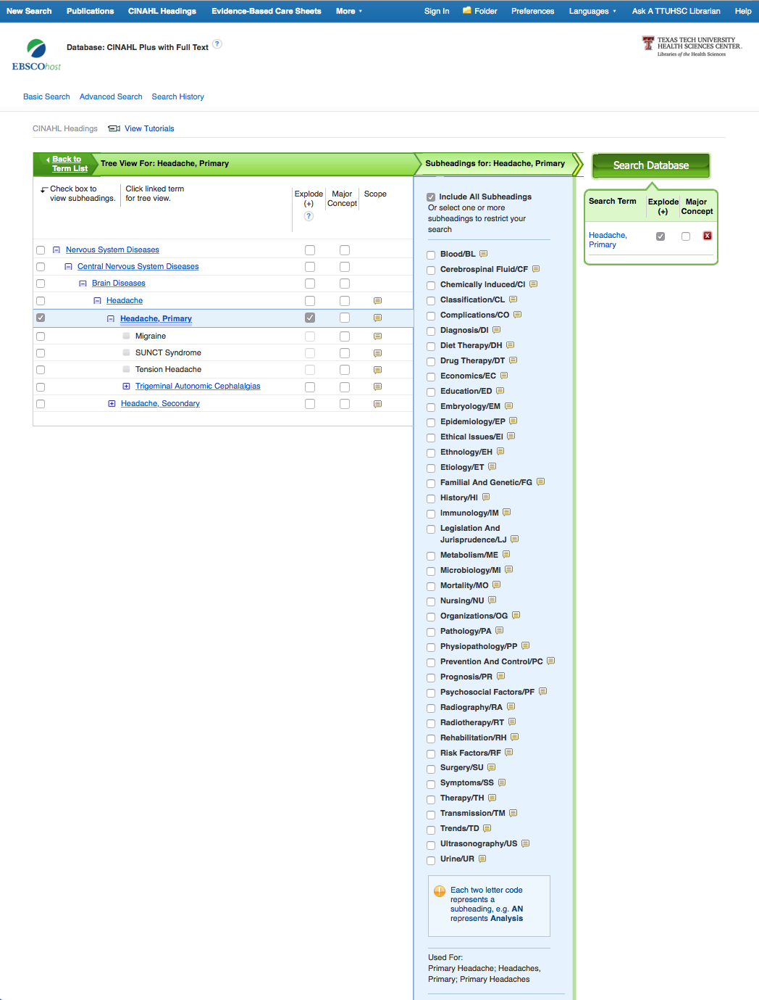 New Search Publications CINAHL Headings Evidence-Based Care Sheets More Sign In Folder Preferences Languages Ask A TTUHSC Librarian Help
EBSCOhost
Database: CINAHL Plus with Full Text ?
TEXAS TECH UNIVERSITY
HEALTH SCIENCES CENTER.
Libraries of the Health Sciences
Basic Search Advanced Search Search History
CINAHL Headings View Tutorials
Back to
Term List
Tree View For: Headache, Primary
Check box to
view subheadings.
Click linked term
for tree view.
Explode
(+)
?
Major
Concept
Scope
Nervous System Diseases
Central Nervous System Diseases
Brain Diseases
Headache
Headache, Primary
Migraine
SUNCT Syndrome
Tension Headache
Trigeminal Autonomic Cephalalgias
Headache, Secondary
Subheadings for: Headache, Primary
Include All Subheadings
Or select one or more
subheadings to restrict your
search
Blood/BL
Cerebrospinal Fluid/CF
Chemically Induced/CI
Classification/CL
Complications/CO
Diagnosis/DI
Diet Therapy/DH
Drug Therapy/DT
Economics/EC
Education/ED
Embryology/EM
Epidemiology/EP
Ethical Issues/EI
Ethnology/EH
Etiology/ET
Familial And Genetic/FG
History/HI
Immunology/IM
Legislation And
Jurisprudence/LJ
Metabolism/ME
Microbiology/MI
Mortality/MO
Nursing/NU
Organizations/OG
Pathology/PA
Physiopathology/PP
Prevention And Control/PC
Prognosis/PR
Psychosocial Factors/PF
Radiography/RA
Radiotherapy/RT
Rehabilitation/RH
Risk Factors/RF
Surgery/SU
Symptoms/SS
Therapy/TH
Transmission/TM
Trends/TD
Ultrasonography/US
Urine/UR
Each two letter code
represents a
subheading, e.g. AN
represents Analysis
Used For:
Primary Headache; Headaches,
Primary; Primary Headaches
Search Database
Search Term
Explode
(+)
Major
Concept
Headache,
Primary
X